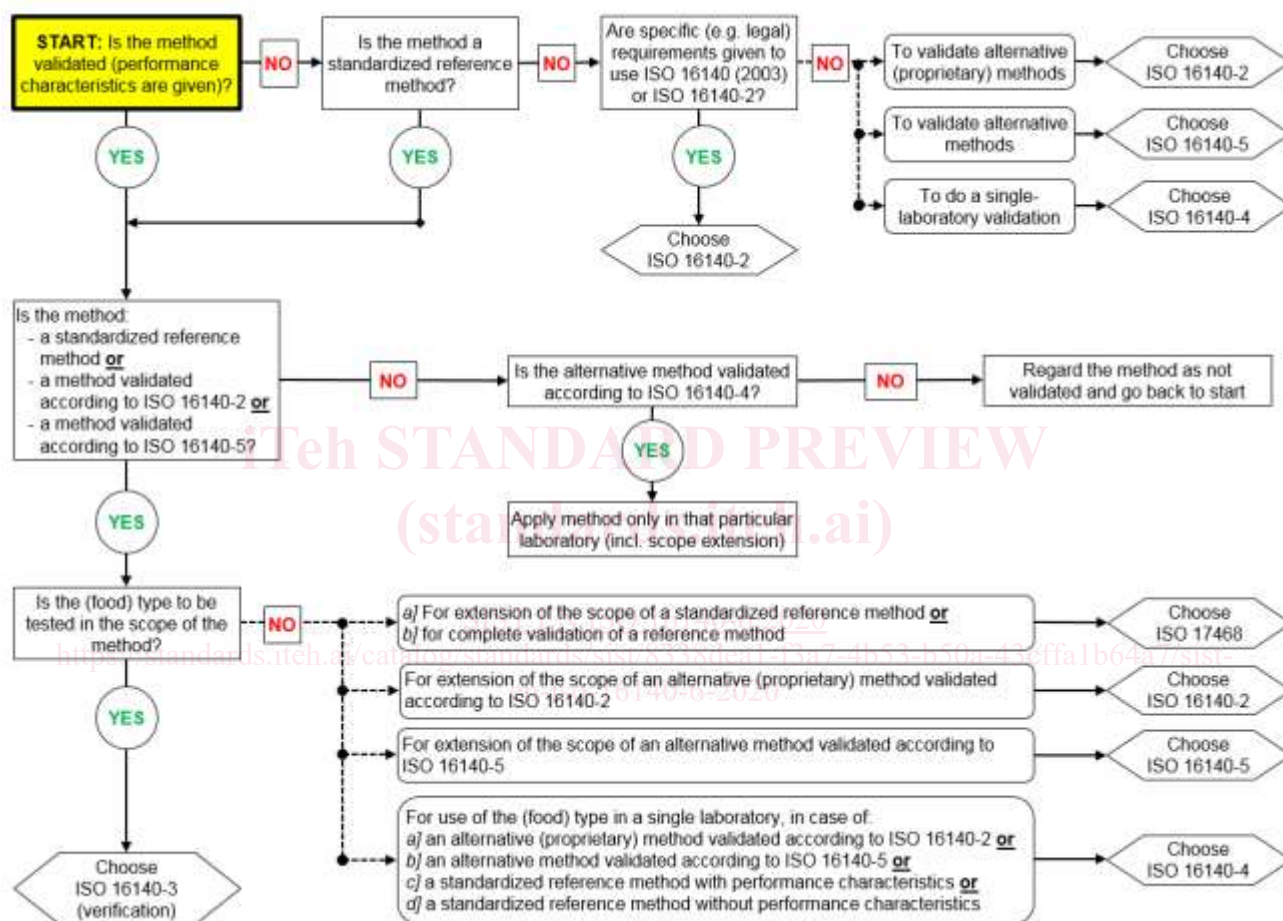 START: Is the method
validated (performance
characteristics are given)?
NO
Is the method a
standardized reference
method?
NO
Are specific (e.g. legal)
requirements given to
use ISO 16140 (2003)
or ISO 16140-2?
NO
To validate alternative
(proprietary) methods
Choose
ISO 16140-2
To validate alternative
methods
Choose
ISO 16140-5
To do a single-
laboratory validation
Choose
ISO 16140-4
YES
YES
YES
Choose
ISO 16140-2
Is the method:
- a standardized reference
method or
- a method validated
according to ISO 16140-2 or
- a method validated
according to ISO 16140-5?
NO
Is the alternative method validated
according to ISO 16140-4?
NO
Regard the method as not
validated and go back to start
YES
iTeh STANDARD PREVIEW
(standards.iteh.ai)
YES
Apply method only in that particular
laboratory (incl. scope extension)
Is the (food) type to be
tested in the scope of the
method?
NO
a] For extension of the scope of a standardized reference method or
b] for complete validation of a reference method
Choose
ISO 17468
For extension of the scope of an alternative (proprietary) method validated
according to ISO 16140-2
Choose
ISO 16140-2
YES
For extension of the scope of an alternative method validated according to
ISO 16140-5
Choose
ISO 16140-5
For use of the (food) type in a single laboratory, in case of:
a] an alternative (proprietary) method validated according to ISO 16140-2 or
b] an alternative method validated according to ISO 16140-5 or
c] a standardized reference method with performance characteristics or
d] a standardized reference method without performance characteristics
Choose
ISO 16140-4
Choose
ISO 16140-3
(verification)